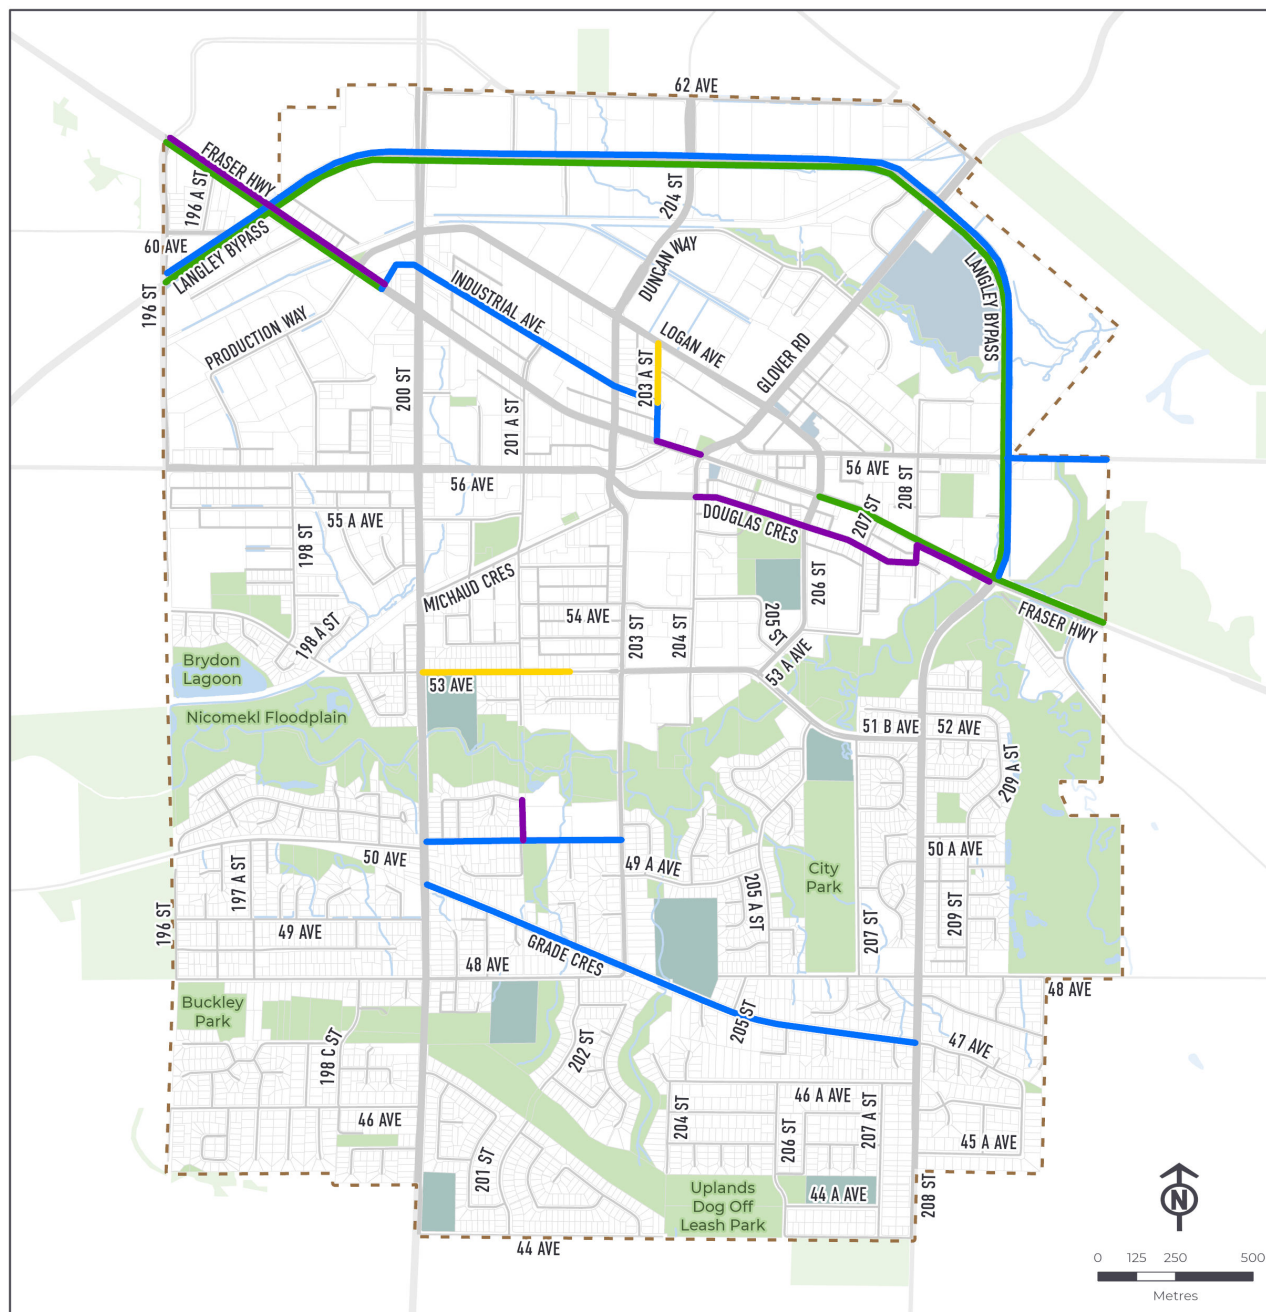 62 AVE
FRASER HWY
196 A ST
204 ST
60 AVE
LANGLEY BYPASS
DUNCAN WAY
LANGLEY BYPASS
196 ST
INDUSTRIAL AVE
PRODUCTION WAY
LOGAN AVE
GLOVER RD
203 A ST
200 ST
201 A ST
56 AVE
208 ST
56 AVE
207 ST
55 A AVE
198 ST
DOUGLAS CRES
MICHAUD CRES
206 ST
54 AVE
205 ST
FRASER HWY
198 A ST
203 ST
204 ST
53 A AVE
Brydon
Lagoon
53 AVE
Nicomekl Floodplain
51 B AVE
52 AVE
209 A ST
50 AVE
49 A AVE
50 A AVE
197 A ST
City
Park
205 A ST
196 ST
49 AVE
207 ST
209 ST
GRADE CRES
48 AVE
48 AVE
Buckley
Park
205 ST
198 C ST
202 ST
47 AVE
46 A AVE
204 ST
46 AVE
206 ST
207 A ST
45 A AVE
201 ST
Uplands
Dog Off
Leash Park
44 A AVE
208 ST
44 AVE
N
0 125 250 500
Metres